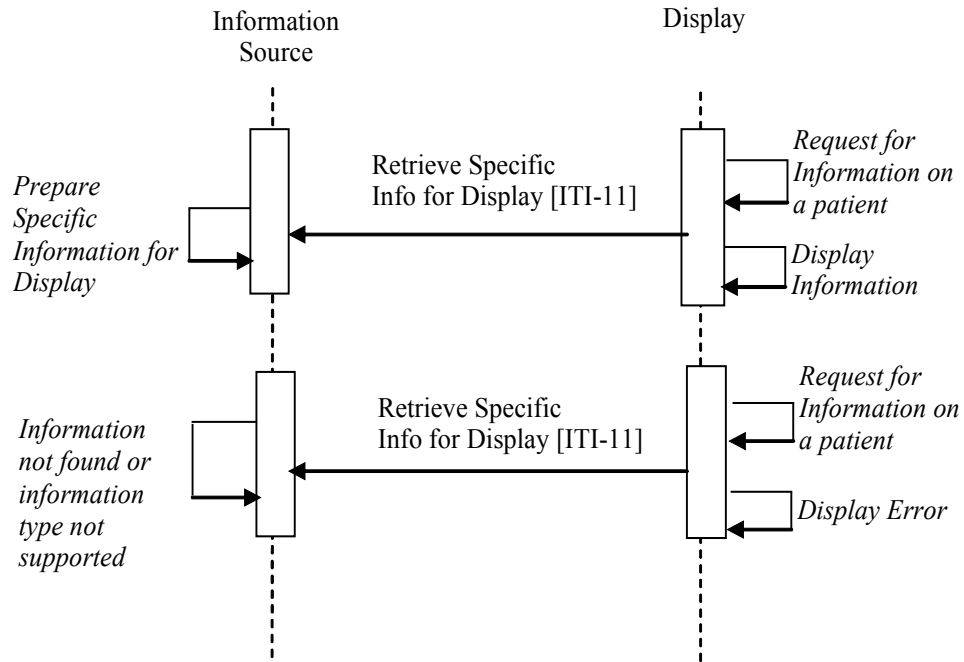 Information
Source
Display
Request for
Information on
a patient
Retrieve Specific
Info for Display [ITI-11]
Prepare
Specific
Information for
Display
Display
Information
Request for
Information on
a patient
Retrieve Specific
Info for Display [ITI-11]
Information
not found or
information
type not
supported
Display Error